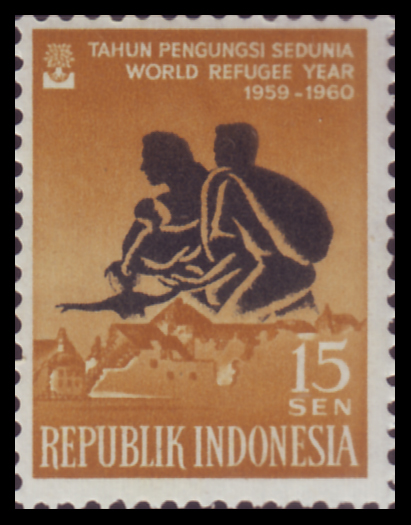 TAHUN PENGUNGSI SEDUNIA
WORLD REFUGEE YEAR
1959-1960
15
SEN
REPUBLIK INDONESIA